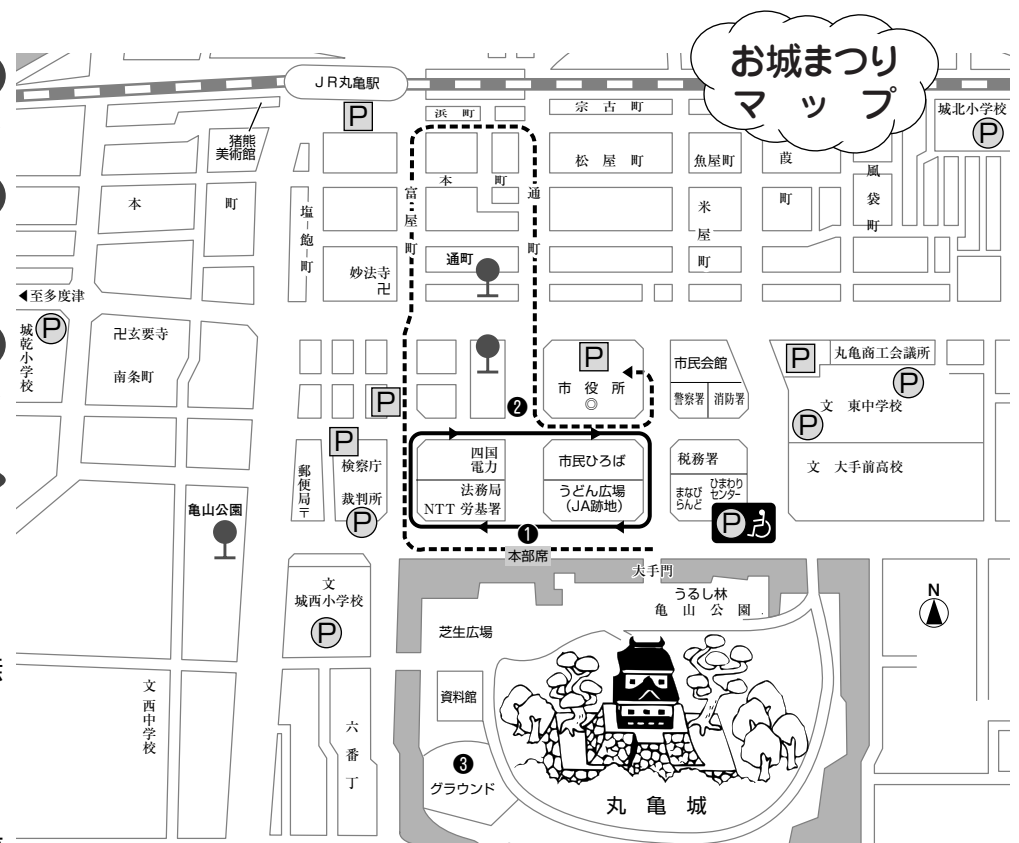 お城まつり
マップ
JR丸亀駅
P
浜町
宗古町
城北小学校
P
猪熊
美術館
松屋町
魚屋町
葭町
風袋町
本町
本町
富屋町
通町
塩飽町
米屋町
妙法寺
卍
通町
◀至多度津
城乾小学校
P
卍玄要寺
南条町
P
市役所
◎
市民会館
警察署
消防署
P
丸亀商工会議所
P
文 東中学校
P
文 大手前高校
P
P
検察庁
裁判所
P
郵便局〒
❷
四国
電力
法務局
NTT 労基署
市民ひろば
うどん広場
(JA跡地)
税務署
まなび
らんど
ひまわり
センター
P
❶
本部席
亀山公園
大手門
うるし林
亀山公園
N
文
城西小学校
P
芝生広場
資料館
文 西中学校
六番丁
❸
グラウンド
丸亀城